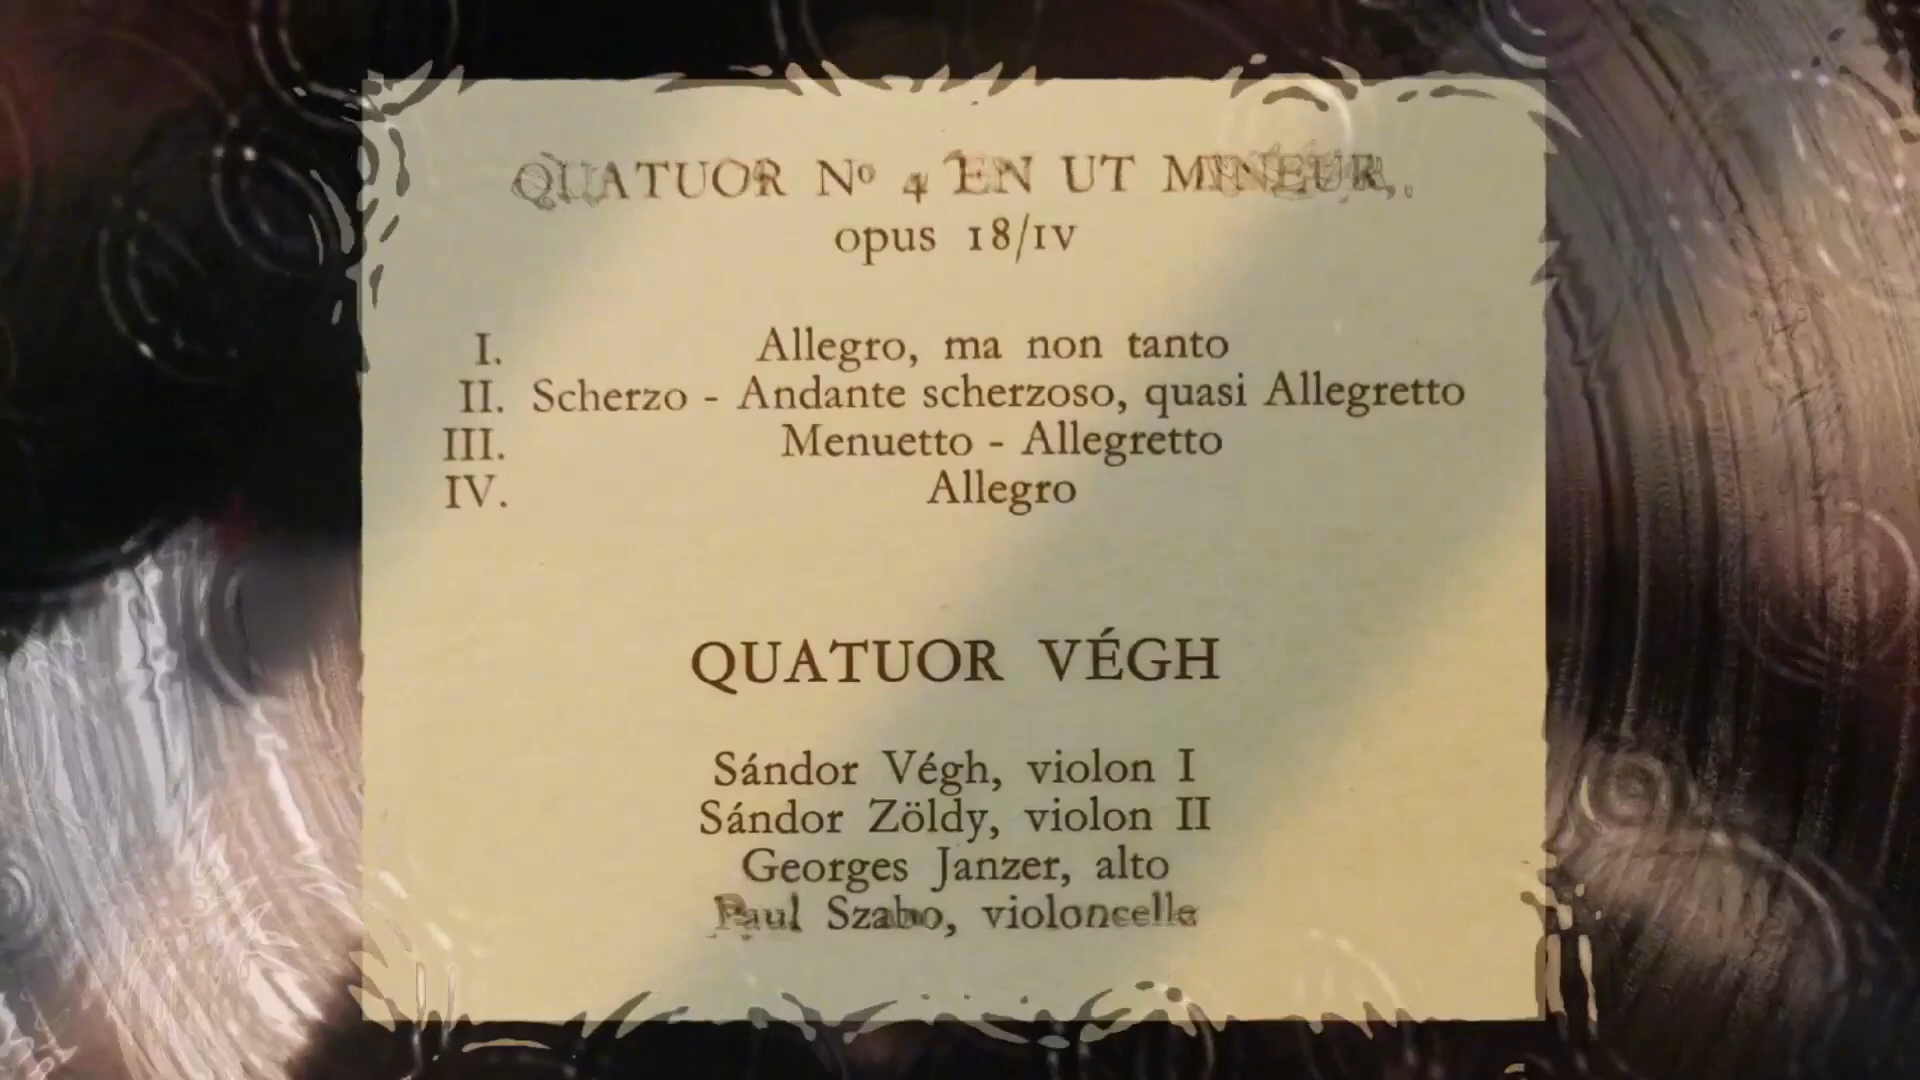 QUATUOR Nº 4 EN UT MINEUR,
opus 18/IV
I. Allegro, ma non tanto
II. Scherzo - Andante scherzoso, quasi Allegretto
III. Menuetto - Allegretto
IV. Allegro
QUATUOR VÉGH
Sándor Végh, violon I
Sándor Zöldy, violon II
Georges Janzer, alto
Paul Szabo, violoncelle